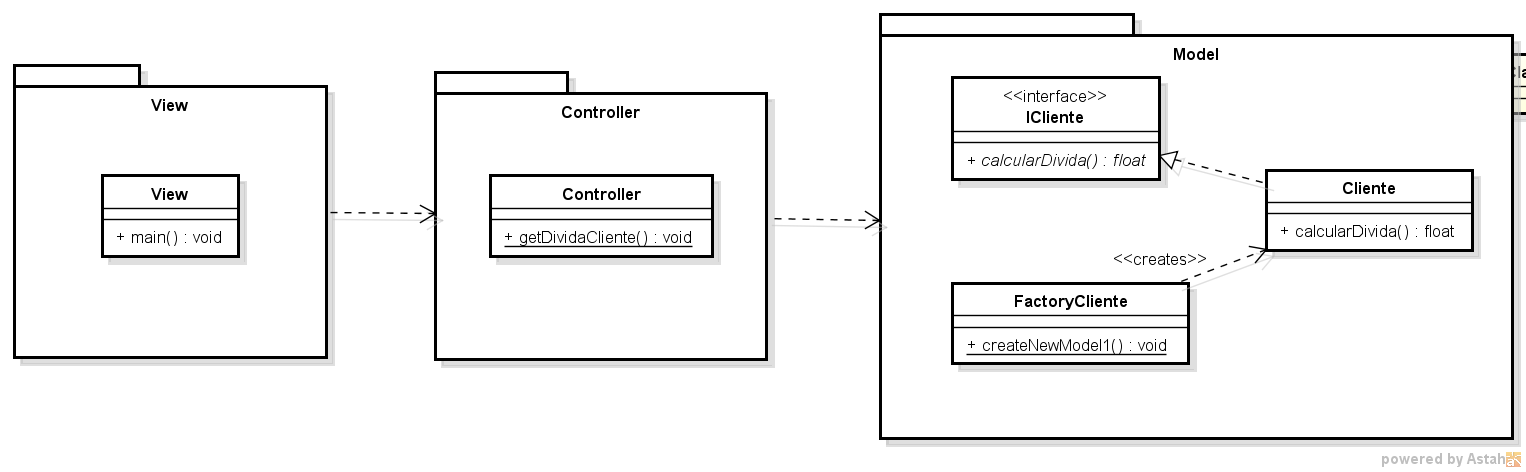 View
View
+ main() : void
Controller
Controller
+ getDividaCliente() : void
Model
<<interface>>
ICliente
+ calcularDivida() : float
Cliente
+ calcularDivida() : float
<<creates>>
FactoryCliente
+ createNewModel1() : void
powered by Astah